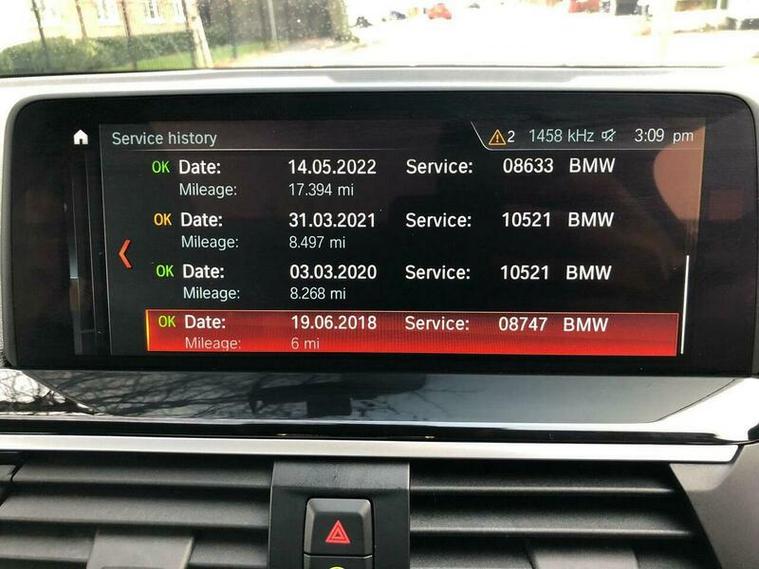 Service history 2 1458 kHz 3:09 pm
OK Date: 14.05.2022 Service: 08633 BMW
Mileage: 17.394 mi
OK Date: 31.03.2021 Service: 10521 BMW
Mileage: 8.497 mi
OK Date: 03.03.2020 Service: 10521 BMW
Mileage: 8.268 mi
OK Date: 19.06.2018 Service: 08747 BMW
Mileage: 6 mi